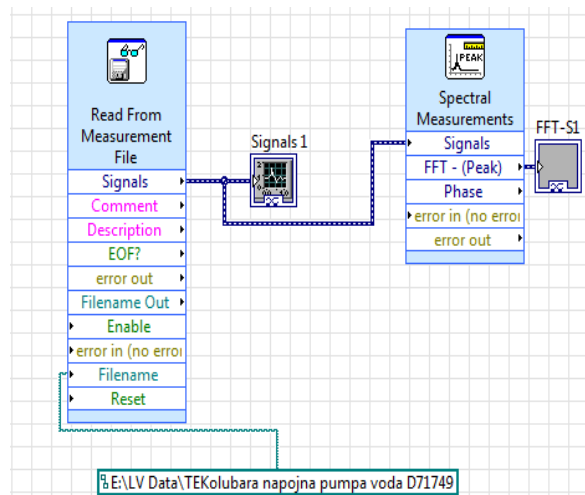 Read From
Measurement
File
Signals
Comment
Description
EOF?
error out
Filename Out
Enable
error in (no error
Filename
Reset
Signals 1
PEAK
Spectral
Measurements
Signals
FFT - (Peak)
Phase
error in (no error
error out
FFT-S1
E:\LV Data\TEKolubara napojna pumpa voda D71749